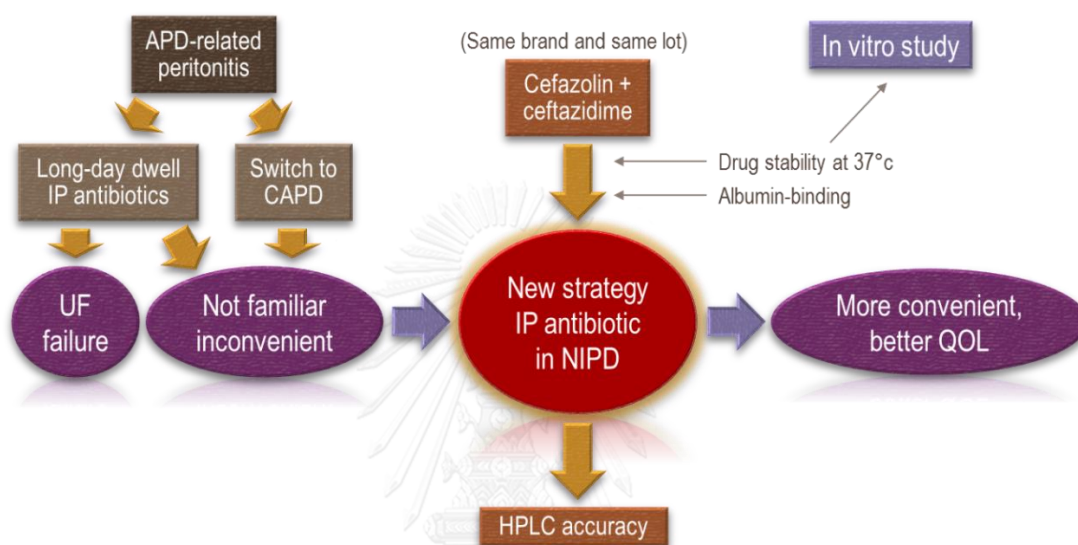 APD-related
peritonitis
Long-day dwell
IP antibiotics
Switch to
CAPD
UF
failure
Not familiar
inconvenient
(Same brand and same lot)
Cefazolin +
ceftazidime
In vitro study
Drug stability at 37°c
Albumin-binding
New strategy
IP antibiotic
in NIPD
More convenient,
better QOL
HPLC accuracy